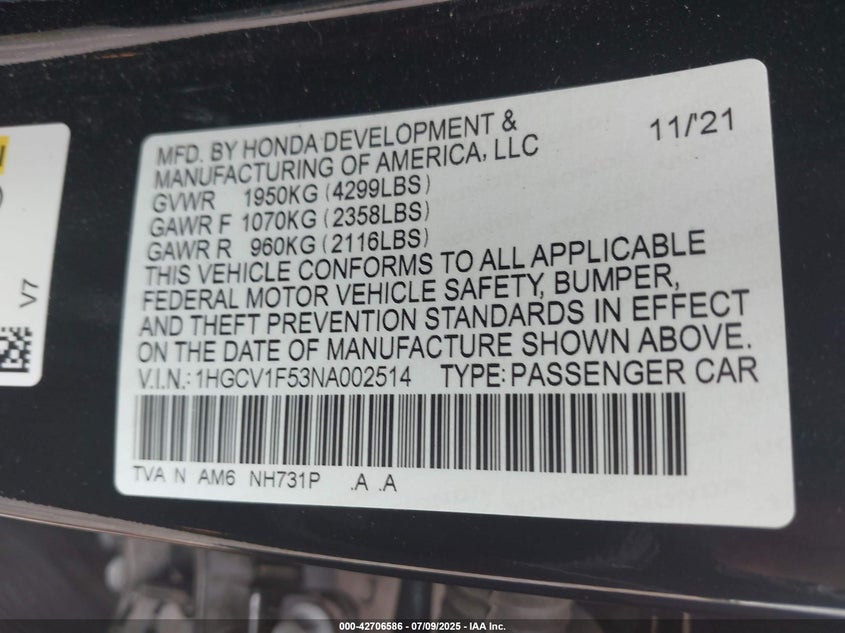 MFD. BY HONDA DEVELOPMENT &
MANUFACTURING OF AMERICA, LLC
11/'21
GVWR 1950KG (4299LBS)
GAWR F 1070KG (2358LBS)
GAWR R 960KG (2116LBS)
THIS VEHICLE CONFORMS TO ALL APPLICABLE
FEDERAL MOTOR VEHICLE SAFETY, BUMPER,
AND THEFT PREVENTION STANDARDS IN EFFECT
ON THE DATE OF MANUFACTURE SHOWN ABOVE.
V.I.N.: 1HGCV1F53NA002514 TYPE: PASSENGER CAR
TVA N AM6 NH731P .A .A
V7
000-42706586 - 07/09/2025 - IAA Inc.